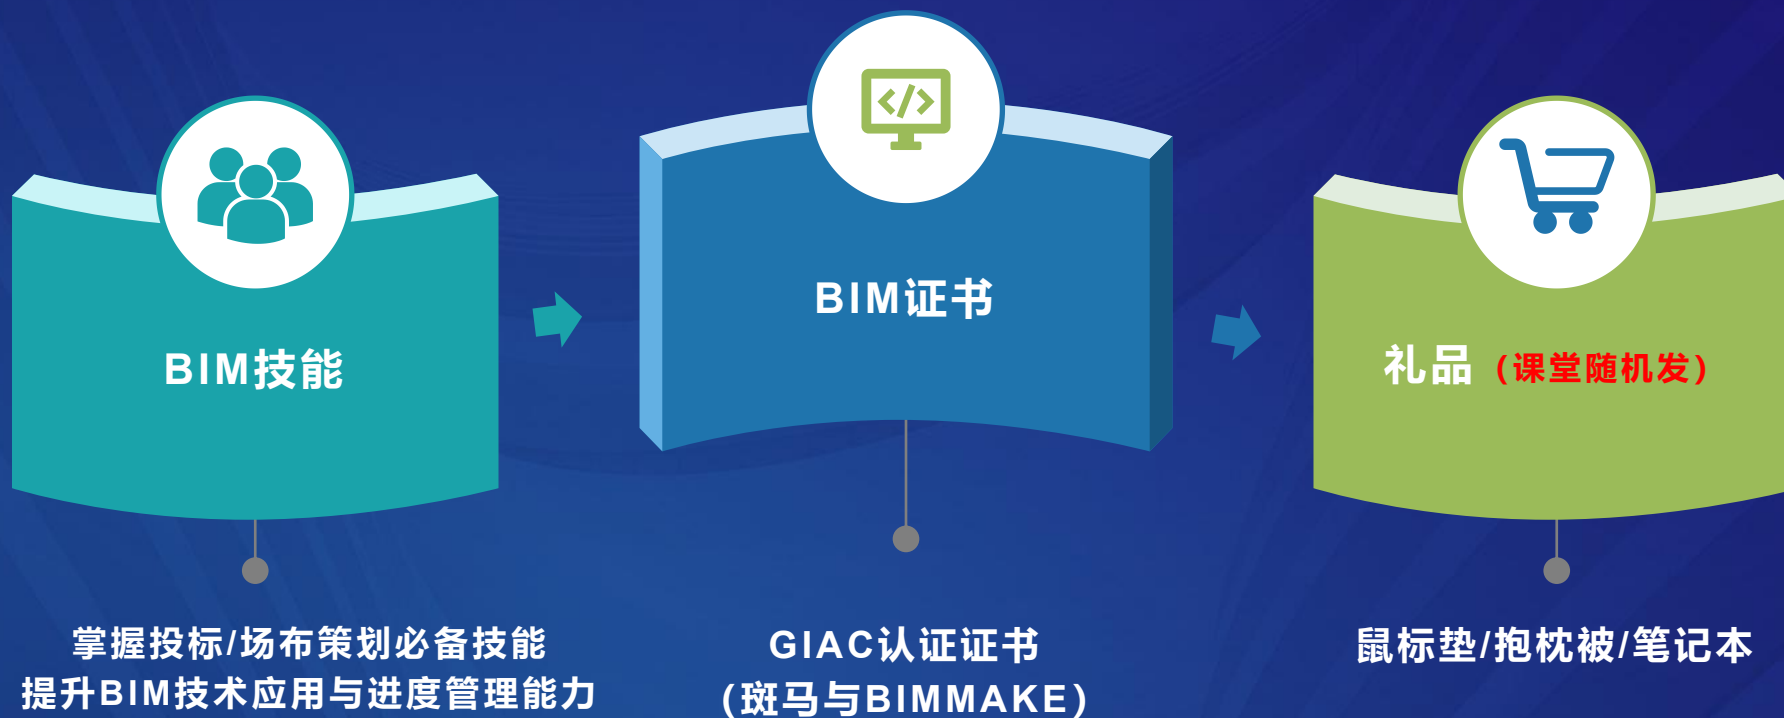 BIM技能
BIM证书
礼品（课堂随机发）
掌握投标/场布策划必备技能
提升BIM技术应用与进度管理能力
GIAC认证证书
（斑马与BIMMAKE）
鼠标垫/抱枕被/笔记本